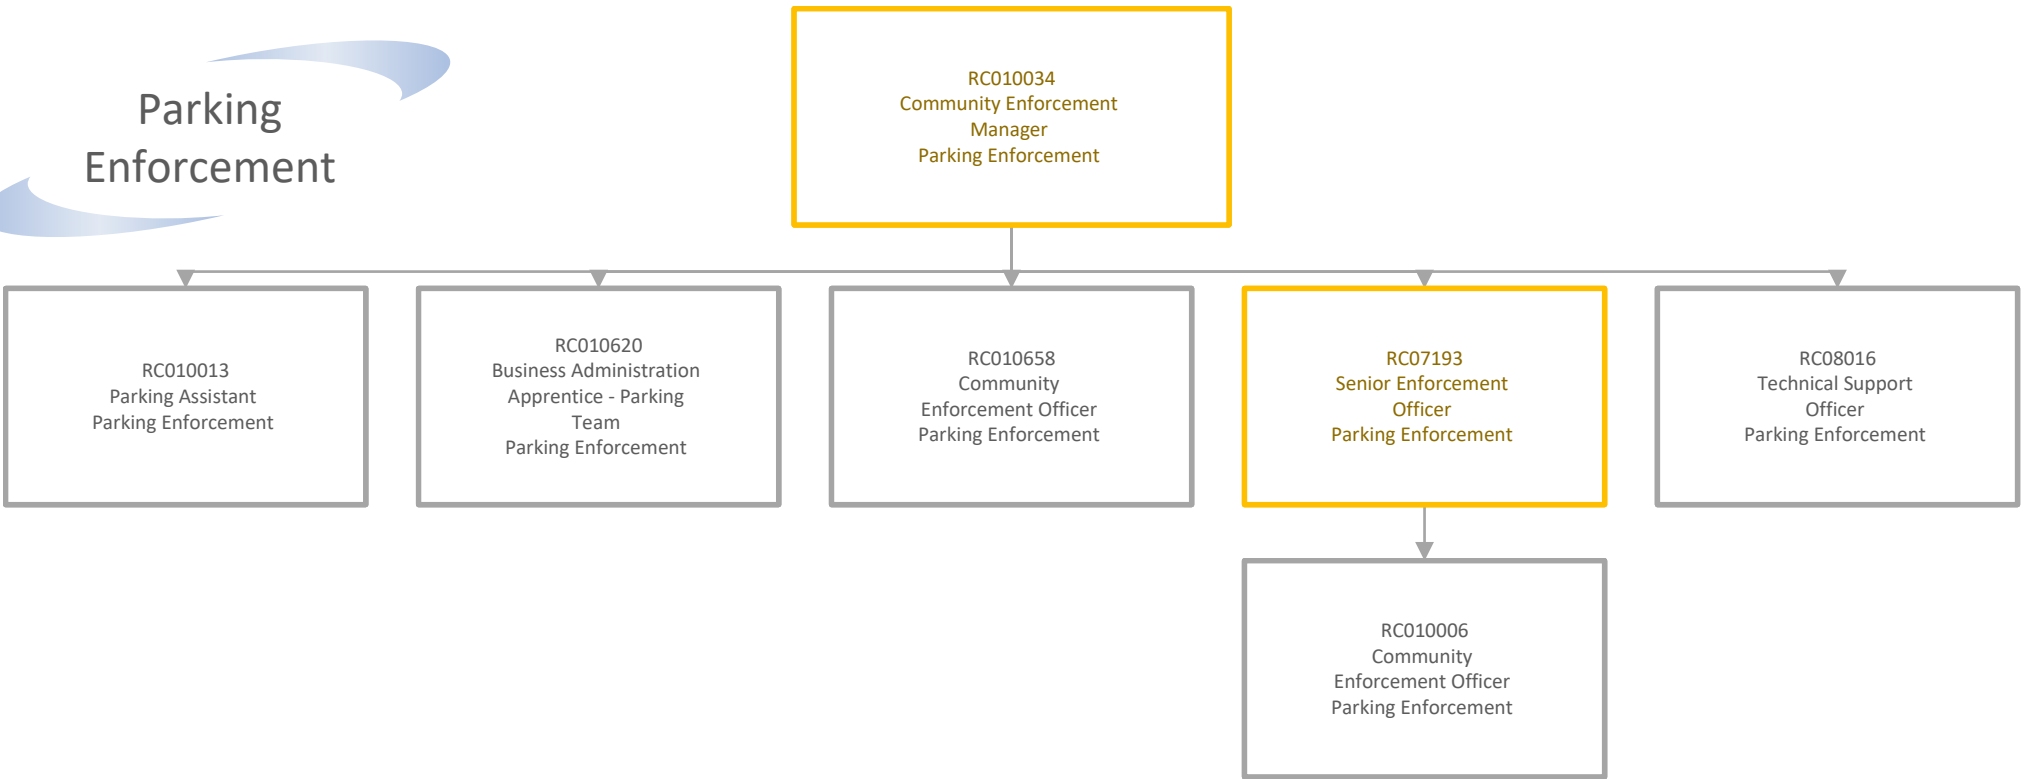 Parking
Enforcement
RC010034
Community Enforcement
Manager
Parking Enforcement
RC010013
Parking Assistant
Parking Enforcement
RC010620
Business Administration
Apprentice - Parking
Team
Parking Enforcement
RC010658
Community
Enforcement Officer
Parking Enforcement
RC07193
Senior Enforcement
Officer
Parking Enforcement
RC08016
Technical Support
Officer
Parking Enforcement
RC010006
Community
Enforcement Officer
Parking Enforcement